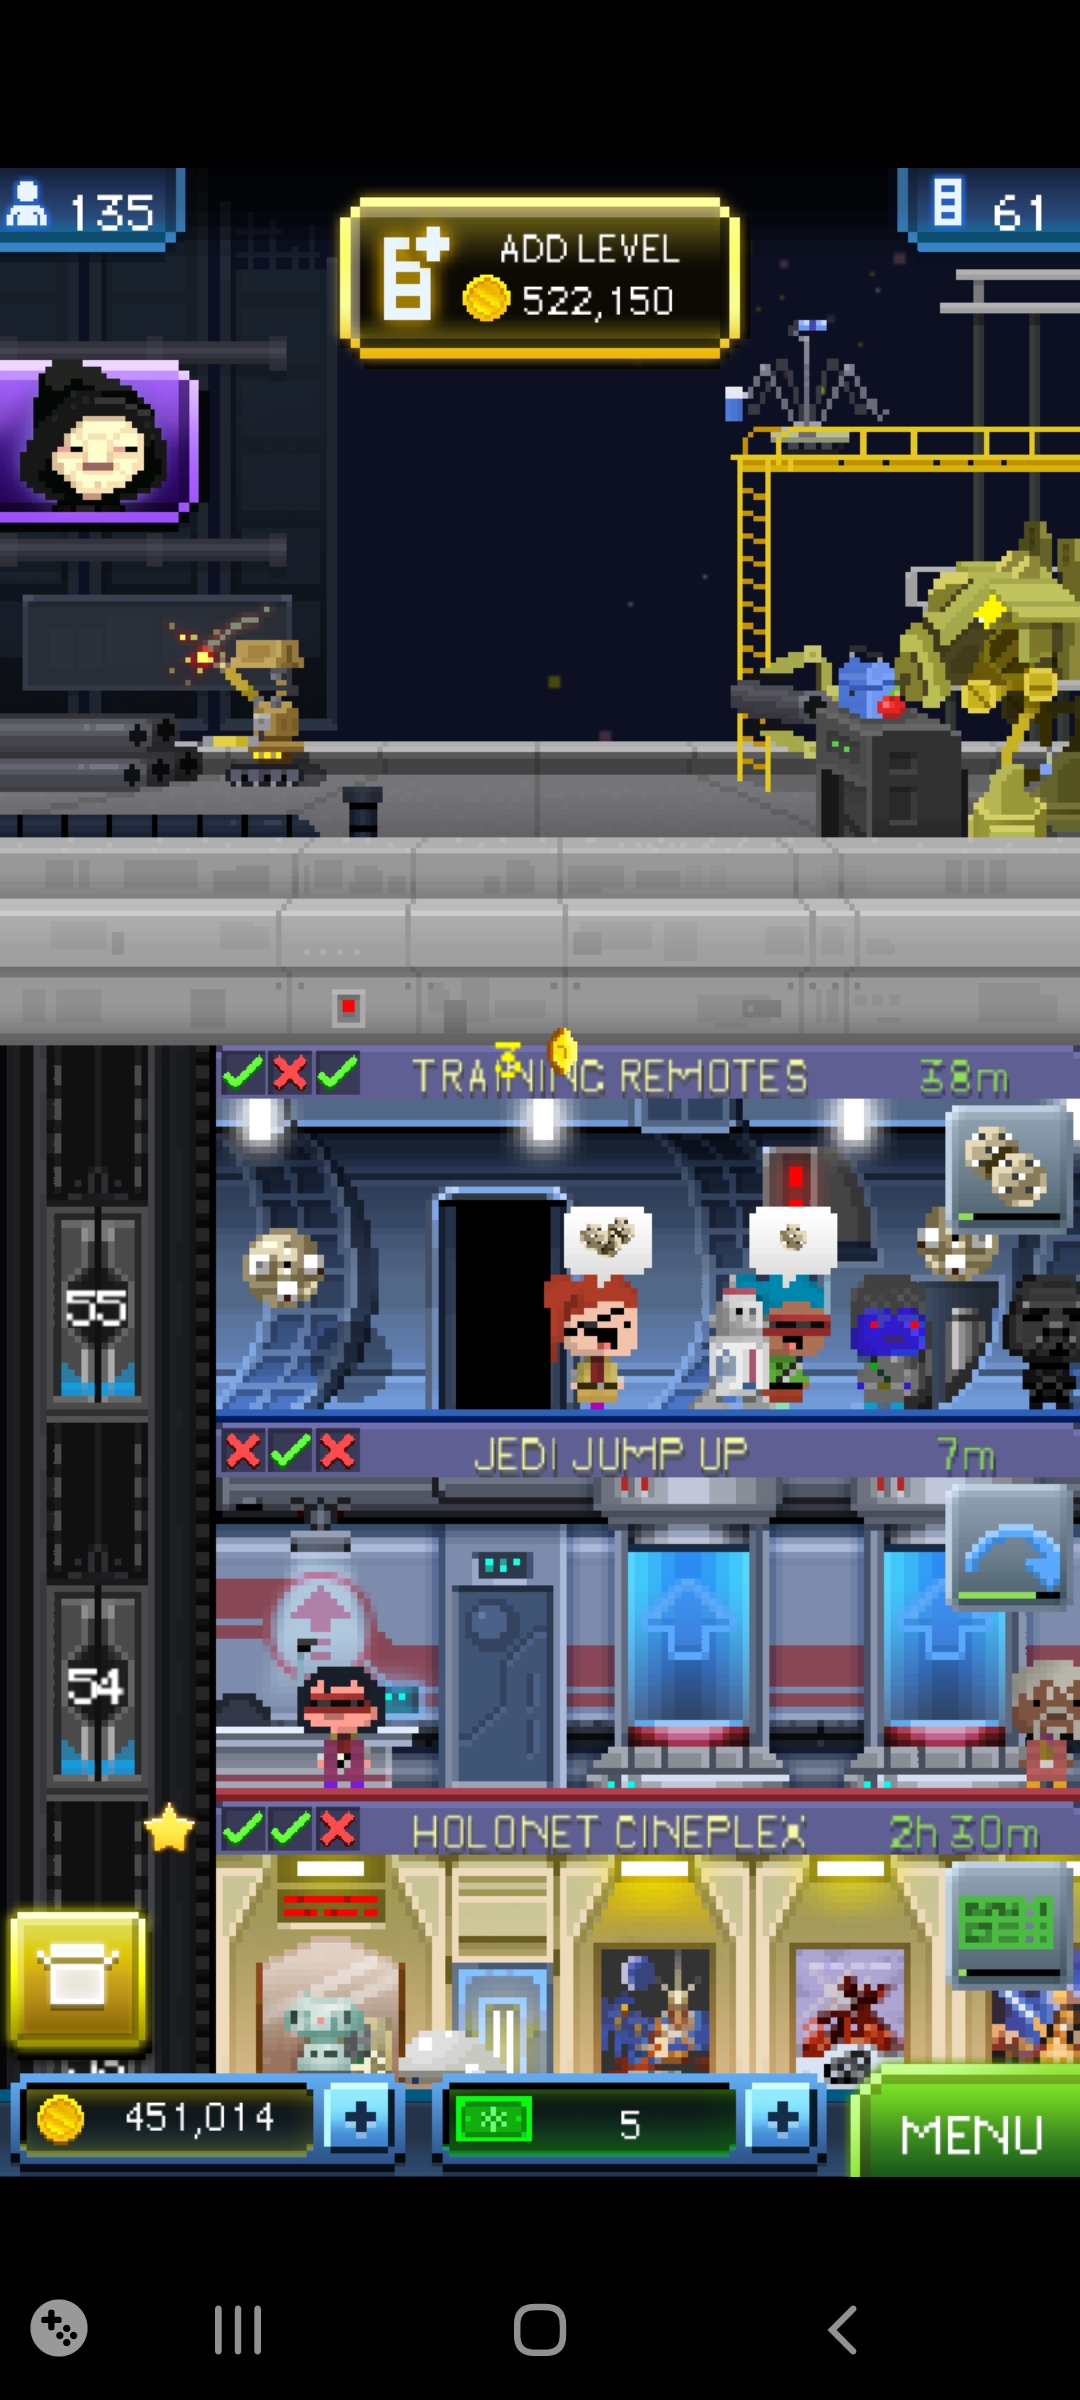 135
ADD LEVEL
522,150
61
3
TRAINING REMOTES
38m
55
JEDI JUMP UP
7m
54
HOLONET CINEPLEX
2h 30m
451,014
5
MENU